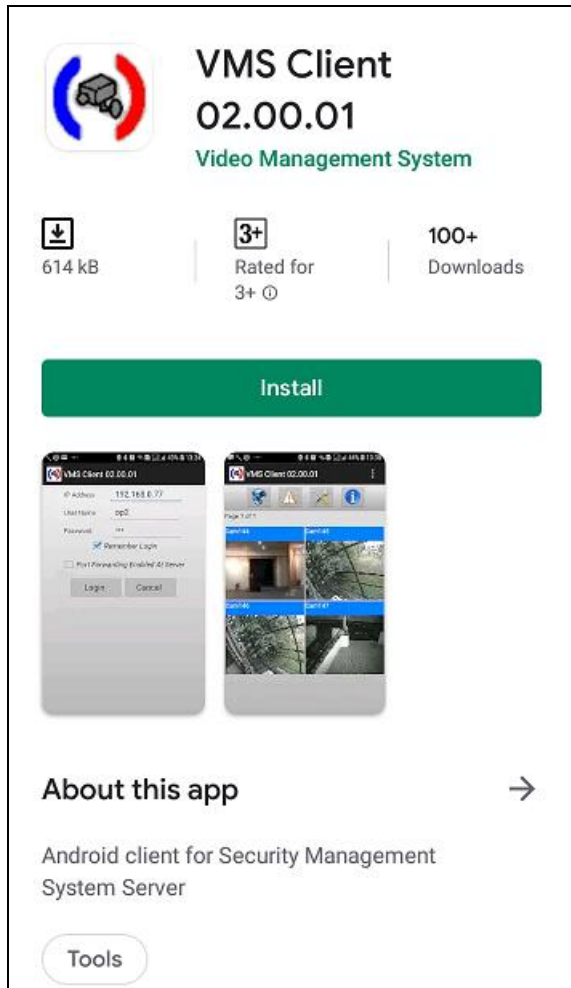 VMS Client
02.00.01
Video Management System
614 kB
3+
Rated for
3+
100+
Downloads
Install
VMS Client 02.00.01
IP Address 192.168.0.77
User Name op2
Password ***
Remember Login
Port Forwarding Enabled At Server
Login Cancel
VMS Client 02.00.01
Page 1 of 1
Cam144 Cam145
Cam146 Cam147
About this app
Android client for Security Management
System Server
Tools